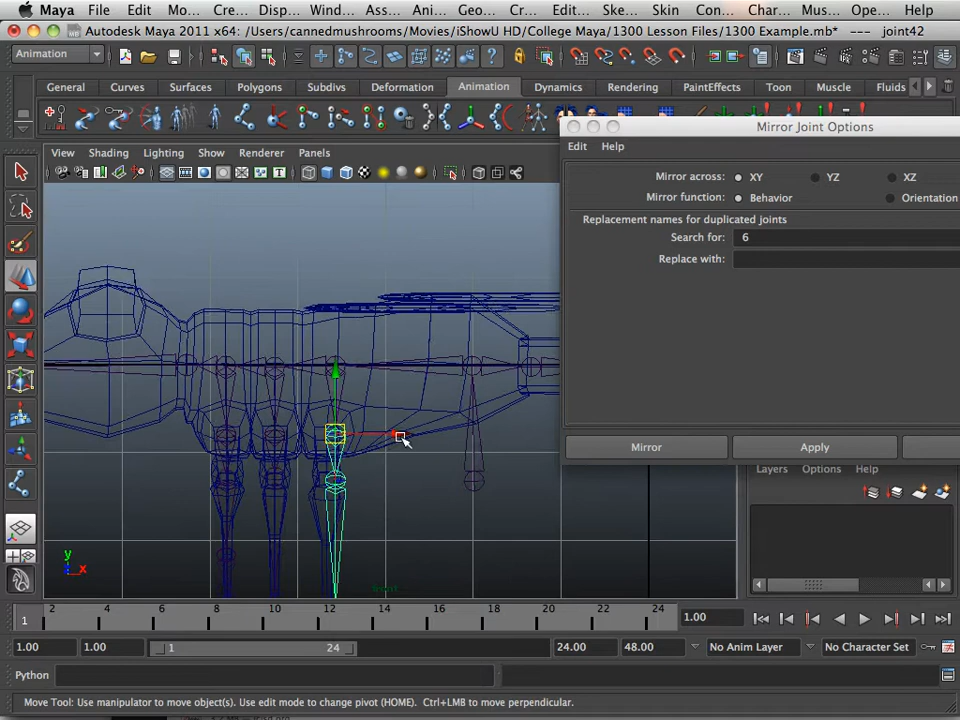 Maya File Edit Mo... Cre... Disp... Wind... Ass... Ani... Geo... Cr... Edit... Ske... Skin Con... Char... Mus... Ope... Help
Autodesk Maya 2011 x64: /Users/cannedmushrooms/Movies/iShowU HD/College Maya/1300 Lesson Files/1300 Example.mb* --- joint42
Animation
General Curves Surfaces Polygons Subdivs Deformation Animation Dynamics Rendering PaintEffects Toon Muscle Fluids
Mirror Joint Options
Edit Help
View Shading Lighting Show Renderer Panels
Mirror across: XY YZ XZ
Mirror function: Behavior Orientation
Replacement names for duplicated joints
Search for: 6
Replace with:
Mirror Apply
Layers Options Help
y
x
front
2 4 6 8 10 12 14 16 18 20 22 24
1
1.00
1.00 1.00 1 24 24.00 48.00 No Anim Layer No Character Set
Python
Move Tool: Use manipulator to move object(s). Use edit mode to change pivot (HOME). Ctrl+LMB to move perpendicular.